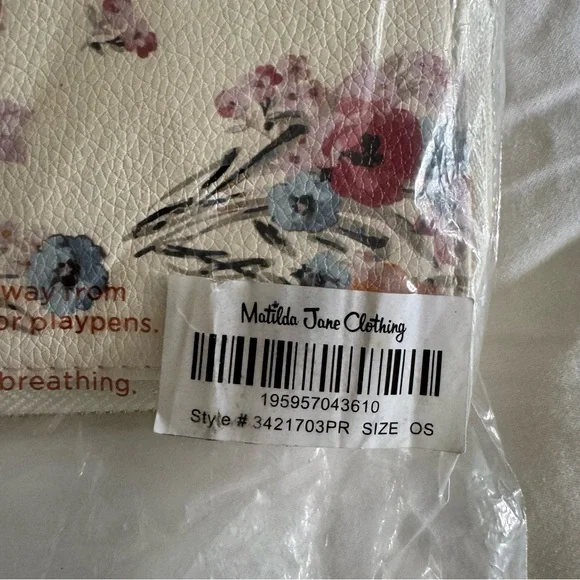 way from
or playpens.
breathing.
Matilda Jane Clothing
195957043610
Style # 3421703PR SIZE OS